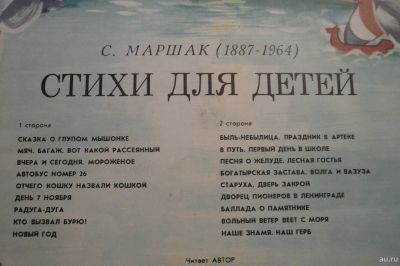 С. МАРШАК (1887-1964)
СТИХИ ДЛЯ ДЕТЕЙ
1 сторона
СКАЗКА О ГЛУПОМ МЫШОНКЕ
МЯЧ. БАГАЖ. ВОТ КАКОЙ РАССЕЯННЫЙ
ВЧЕРА И СЕГОДНЯ. МОРОЖЕНОЕ
АВТОБУС НОМЕР 26
ОТЧЕГО КОШКУ НАЗВАЛИ КОШКОЙ
ДЕНЬ 7 НОЯБРЯ
РАДУГА-ДУГА
КТО ВЫЗВАЛ БУРЮ!
НОВЫЙ ГОД
2 сторона
БЫЛЬ-НЕБЫЛИЦА. ПРАЗДНИК В АРТЕКЕ
В ПУТЬ. ПЕРВЫЙ ДЕНЬ В ШКОЛЕ
ПЕСНЯ О ЖЕЛУДЕ. ЛЕСНАЯ ГОСТЬЯ
БОГАТЫРСКАЯ ЗАСТАВА. ВОЛГА И ВАЗУЗА
СТАРУХА, ДВЕРЬ ЗАКРОЙ
ДВОРЕЦ ПИОНЕРОВ В ЛЕНИНГРАДЕ
БАЛЛАДА О ПАМЯТНИКЕ
ВОЛЬНЫЙ ВЕТЕР ВЕЕТ С МОРЯ
НАШЕ ЗНАМЯ. НАШ ГЕРБ
Читает АВТОР
au.ru